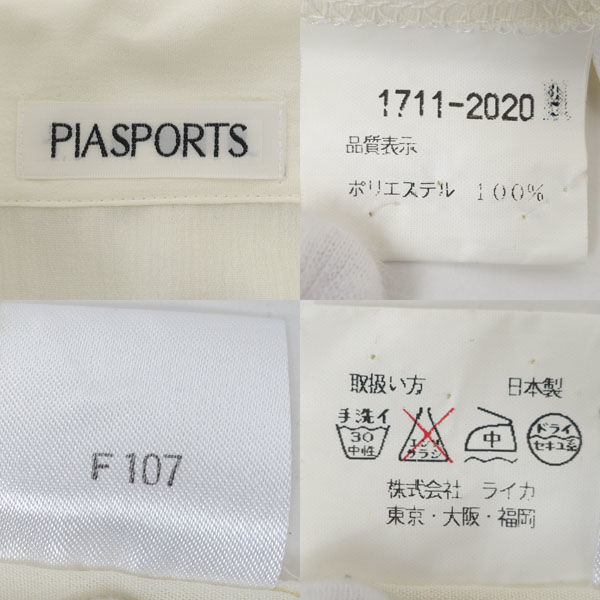 PIASPORTS
1711-2020
品質表示
ポリエステル 100%
F 107
取扱い方 日本製
手洗イ
30
中性
エンソ
サラシ
中
ドライ
セキユ系
株式会社 ライカ
東京・大阪・福岡